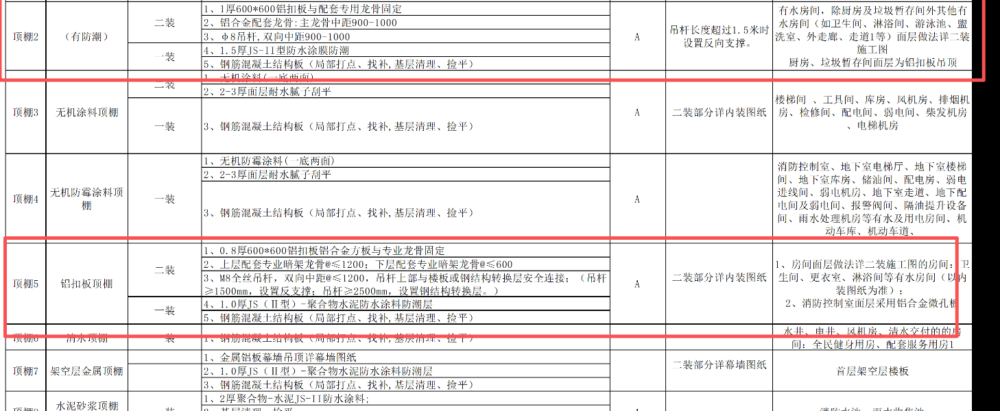 顶棚2
（有防潮）
二装
1、1厚600*600铝扣板与配套专用龙骨固定
2、铝合金配套龙骨:主龙骨中距900-1000
3、φ8吊杆,双向中距900-1000
一装
4、1.5厚JS-II型防水涂膜防潮
5、钢筋混凝土结构板（局部打点、找补,基层清理、捡平）
A
吊杆长度超过1.5米时
设置反向支撑。
有水房间，除厨房及垃圾暂存间外其他有
水房间（如卫生间、淋浴间、游泳池、盥
洗室、外走廊、走道1等）面层做法详二装
施工图
厨房、垃圾暂存间面层为铝扣板吊顶
顶棚3
无机涂料顶棚
二装
1、无机涂料(一底两面)
2、2-3厚面层耐水腻子刮平
一装
3、钢筋混凝土结构板（局部打点、找补,基层清理、捡平）
A
二装部分详内装图纸
楼梯间 、工具间、库房、风机房、排烟机
房、检修间、配电间、弱电间、柴发机房
、电梯机房
顶棚4
无机防霉涂料顶
棚
一装
1、无机防霉涂料(一底两面)
2、2-3厚面层耐水腻子刮平
3、钢筋混凝土结构板（局部打点、找补,基层清理、捡平）
A
消防控制室、地下室电梯厅、地下室楼梯
间、地下室库房、储油间、配电房、弱电
进线间、弱电机房、地下室走道、地下配
电间及弱电间、报警阀间、隔油提升设备
间、雨水处理机房等有水及用电房间、机
动车库、机动车道、
顶棚5
铝扣板顶棚
二装
1、0.8厚600*600铝扣板铝合金方板与专业龙骨固定
2、上层配套专业暗架龙骨@≤1200；下层配套专业暗架龙骨@≤600
3、M8全丝吊杆，双向中距@≤1200，吊杆上部与楼板或钢结构转换层安全连接；（吊杆
≥1500mm，设置反支撑；吊杆≥2500mm，设置钢结构转换层。）
一装
4、1.0厚JS（Ⅱ型）-聚合物水泥防水涂料防潮层
5、钢筋混凝土结构板（局部打点、找补,基层清理、捡平）
A
二装部分详内装图纸
1、房间面层做法详二装施工图的房间：卫
生间、更衣室、淋浴间等有水房间（以内
装图纸为准）；
2、消防控制室面层采用铝合金微孔板
顶棚6
清水顶棚
一装
1、钢筋混凝土结构板（局部打点、找补,基层清理、捡平）
水井、电井、风机房、清水交付的的房
间：全民健身用房、配套服务用房1
顶棚7
架空层金属顶棚
1、金属铝板幕墙吊顶详幕墙图纸
2、1.0厚JS（Ⅱ型）-聚合物水泥防水涂料防潮层
3、钢筋混凝土结构板（局部打点、找补,基层清理、捡平）
二装部分详幕墙图纸
首层架空层楼板
水泥砂浆顶棚
1、2厚聚合物-水泥JS-II防水涂料;